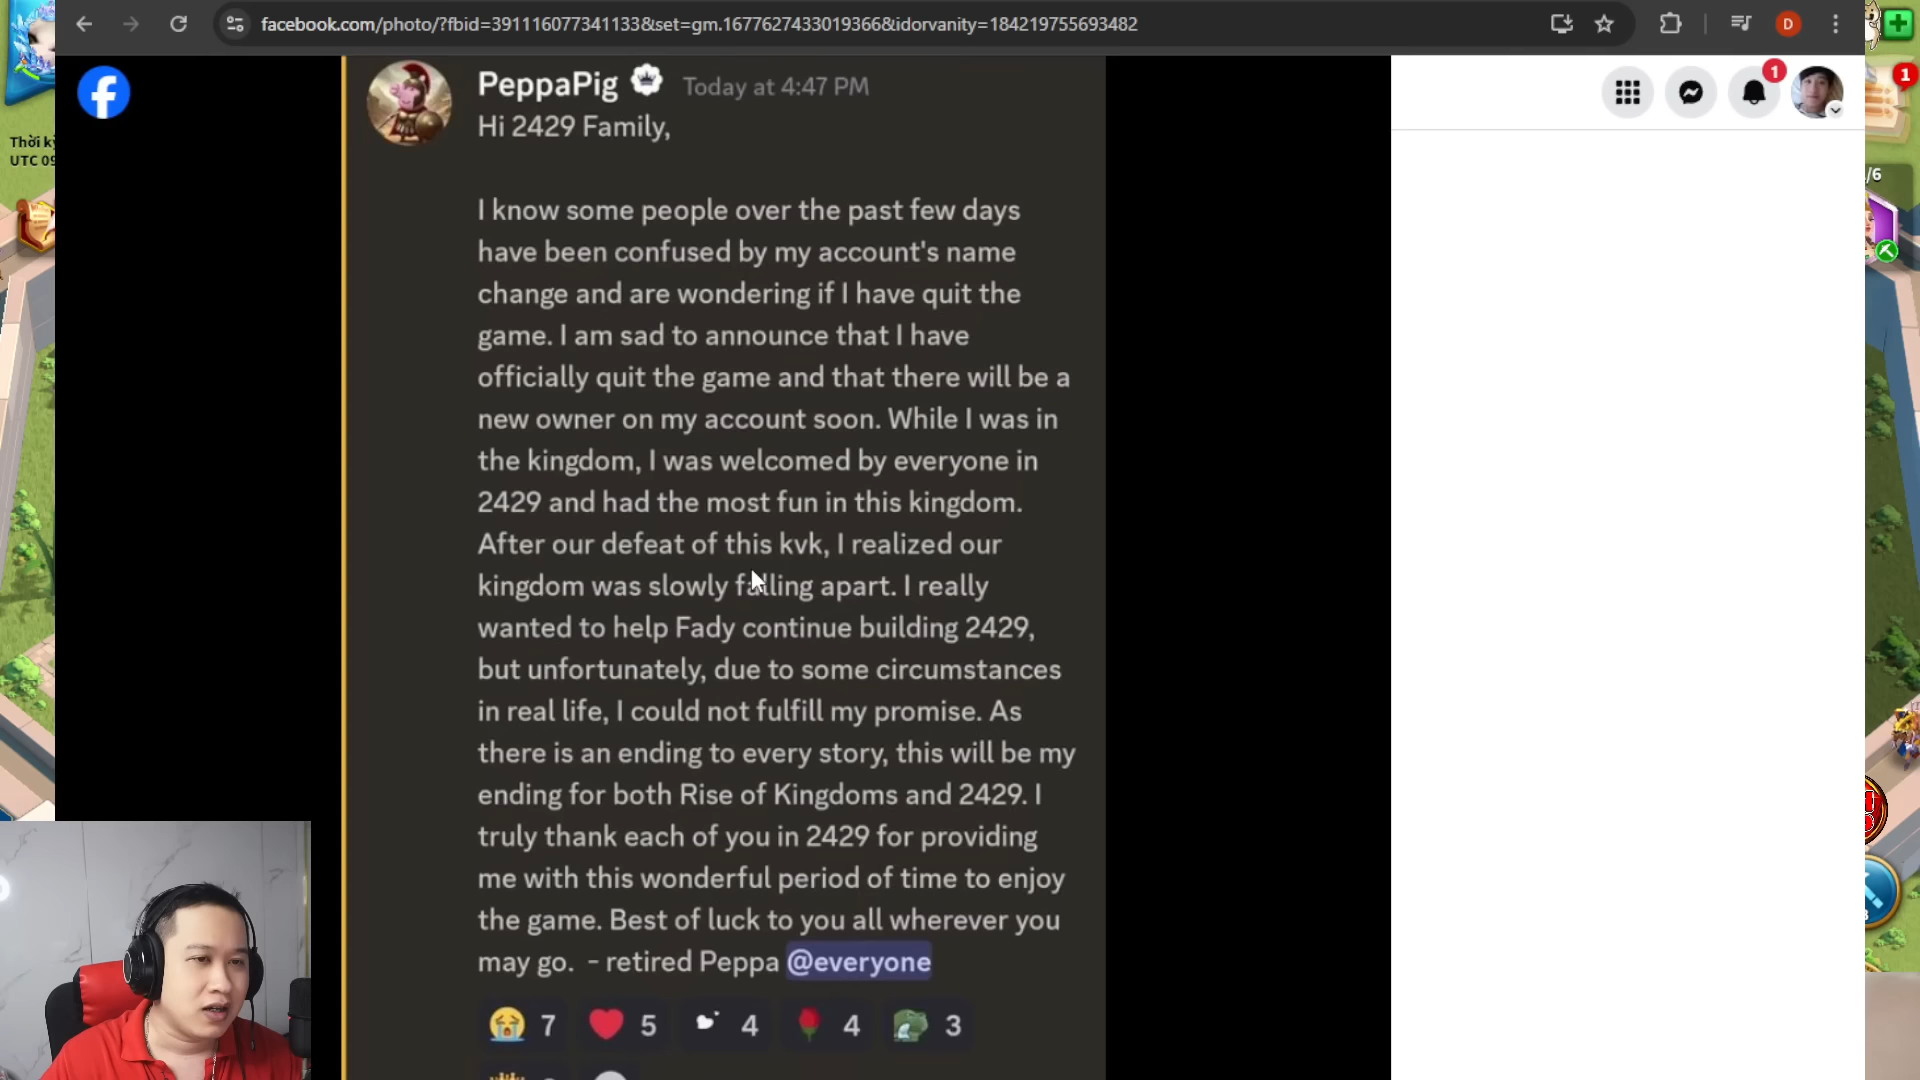 facebook.com/photo/?fbid=391116077341133&set=gm.1677627433019366&idorvanity=184219755693482
D
1
1
Thời kỳ
UTC 09
/6
PeppaPig Today at 4:47 PM
Hi 2429 Family,
I know some people over the past few days
have been confused by my account's name
change and are wondering if I have quit the
game. I am sad to announce that I have
officially quit the game and that there will be a
new owner on my account soon. While I was in
the kingdom, I was welcomed by everyone in
2429 and had the most fun in this kingdom.
After our defeat of this kvk, I realized our
kingdom was slowly falling apart. I really
wanted to help Fady continue building 2429,
but unfortunately, due to some circumstances
in real life, I could not fulfill my promise. As
there is an ending to every story, this will be my
ending for both Rise of Kingdoms and 2429. I
truly thank each of you in 2429 for providing
me with this wonderful period of time to enjoy
the game. Best of luck to you all wherever you
may go. - retired Peppa @everyone
7 5 4 4 3